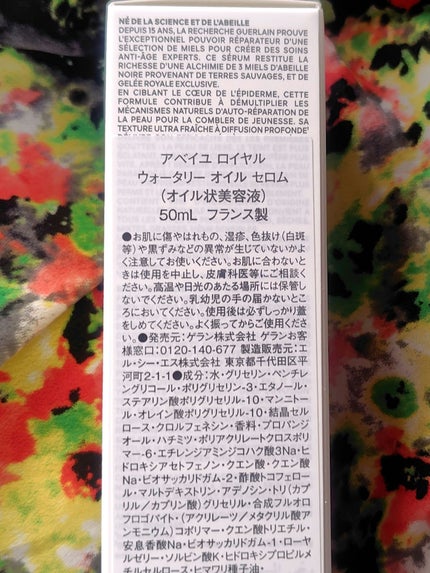 NÉ DE LA SCIENCE ET DE L'ABEILLE
DEPUIS 15 ANS, LA RECHERCHE GUERLAIN PROUVE
L'EXCEPTIONNEL POUVOIR RÉPARATEUR D'UNE
SÉLECTION DE MIELS POUR CRÉER DES SOINS
ANTI-ÂGE EXPERTS. CE SÉRUM RESTITUE LA
RICHESSE D'UNE ALCHIMIE DE 3 MIELS D'ABEILLE
NOIRE PROVENANT DE TERRES SAUVAGES, ET DE
GELÉE ROYALE EXCLUSIVE.
EN CIBLANT LE CŒUR DE L'ÉPIDERME, CETTE
FORMULE CONTRIBUE À DÉMULTIPLIER LES
MÉCANISMES NATURELS D'AUTO-RÉPARATION DE
LA PEAU POUR LA COMBLER DE JEUNESSE. SA
TEXTURE ULTRA FRAÎCHE À DIFFUSION PROFONDE
アベイユ ロイヤル
ウォータリー オイル セロム
(オイル状美容液)
50mL フランス製
●お肌に傷やはれもの、湿疹、色抜け(白斑
等)や黒ずみなどの異常が生じていないかよ
く注意してお使いください。お肌に合わないと
きは使用を中止し、皮膚科医等にご相談く
ださい。高温や日光のあたる場所には保管し
ないでください。乳幼児の手の届かないとこ
ろにおいてください。使用後は必ずしっかり蓋
をしめてください。よく振ってからご使用くださ
い。●発売元:ゲラン株式会社 ゲランお客
様窓口:0120-140-677 製造販売元:エ
ル・シー・エス株式会社 東京都千代田区平
河町2-1-1●成分:水・グリセリン・ペンチレ
ングリコール・ポリグリセリン-3・エタノール・
ステアリン酸ポリグリセリル-10・マンニトー
ル・オレイン酸ポリグリセリル-10・結晶セル
ロース・クロルフェネシン・香料・プロパンジ
オール・ハチミツ・ポリアクリレートクロスポリ
マー-6・エチレンジアミンジコハク酸3Na・ヒ
ドロキシアセトフェノン・クエン酸・クエン酸
Na・ビオサッカリドガム-2・酢酸トコフェロー
ル・マルトデキストリン・アデノシン・トリ(カプ
リル/カプリン酸)グリセリル・合成フルオロ
フロゴパイト・(アクリレーツ/メタクリル酸ア
ンモニウム)コポリマー・クエン酸トリエチル・
安息香酸Na・ビオサッカリドガム-1・ローヤ
ルゼリー・ソルビン酸K・ヒドロキシプロピルメ
チルセルロース・ヒマワリ種子油・